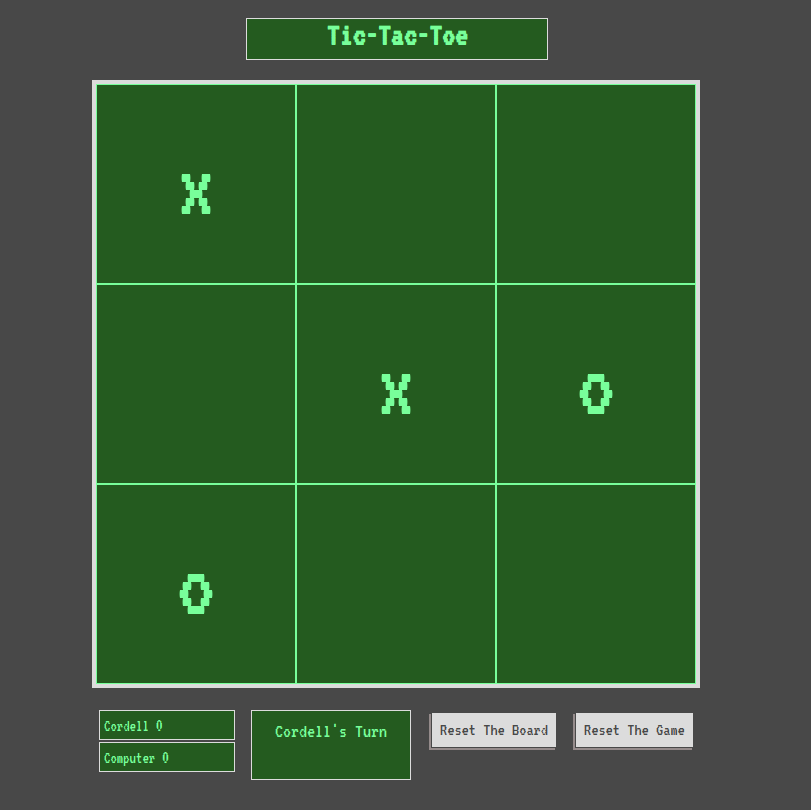 Tic-Tac-Toe
X
X O
O
Cordell 0
Computer 0
Cordell's Turn
Reset The Board
Reset The Game